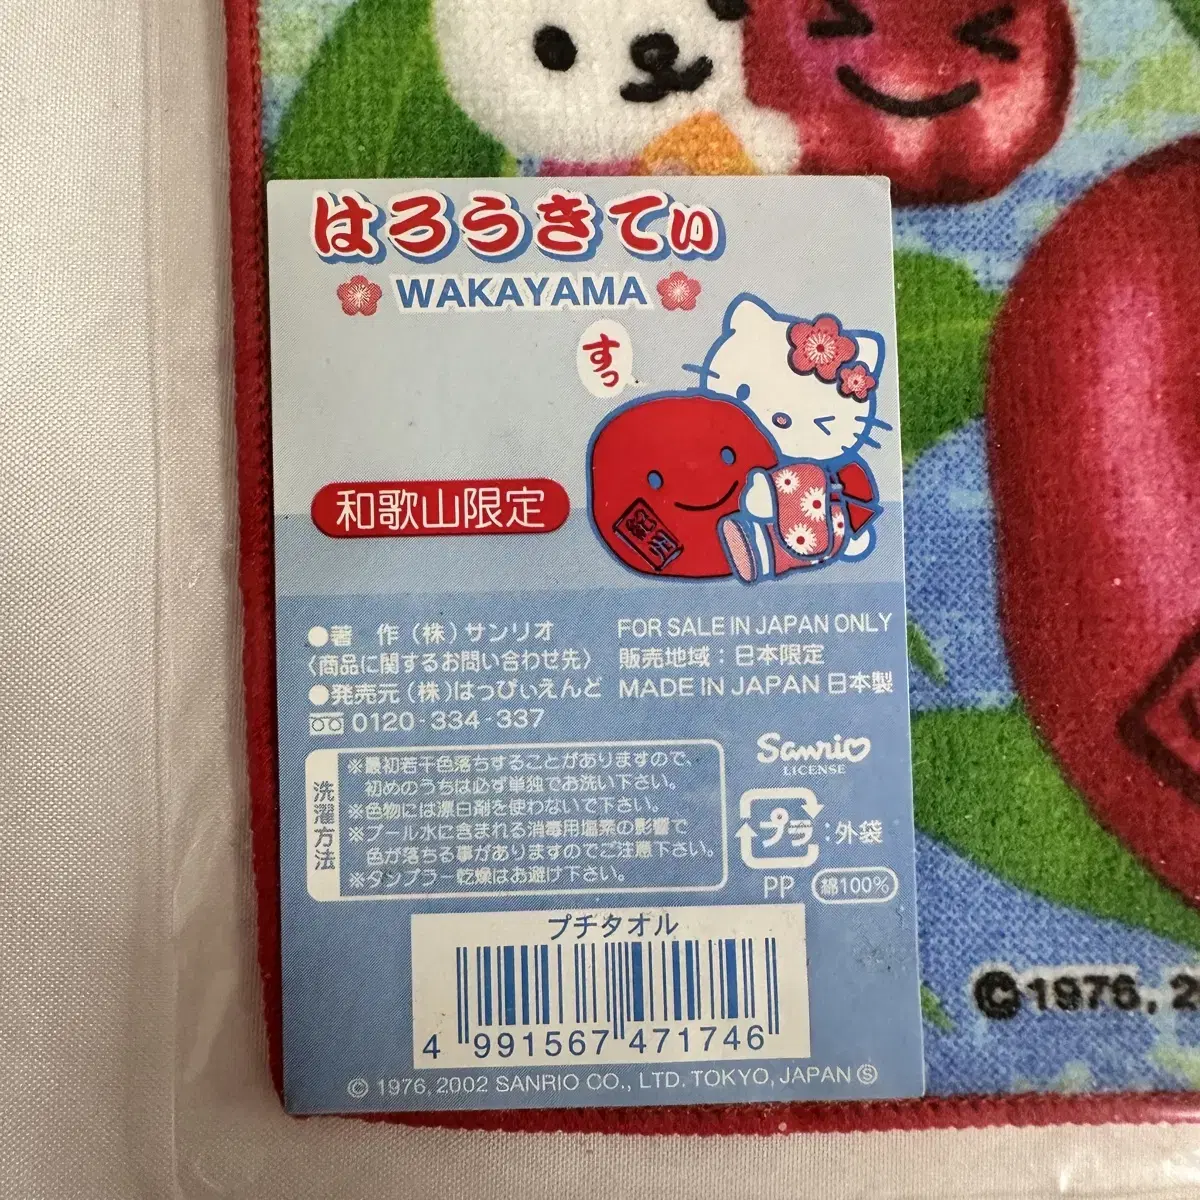 はろうきてぃ
WAKAYAMA
すっ
和歌山限定
●著 作(株)サンリオ
〈商品に関するお問い合わせ先〉
●発売元(株)はっぴぃえんど
0120-334-337
FOR SALE IN JAPAN ONLY
販売地域:日本限定
MADE IN JAPAN 日本製
洗濯方法
※最初若干色落ちすることがありますので、
初めのうちは必ず単独でお洗い下さい。
※色物には漂白剤を使わないで下さい。
※プール水に含まれる消毒用塩素の影響で
色が落ちる事がありますのでご注意下さい。
※タンブラー乾燥はお避け下さい。
Sanrio
LICENSE
プラ:外袋
PP
綿100%
プチタオル
4 991567 471746
© 1976, 2002 SANRIO CO., LTD. TOKYO, JAPAN Ⓢ
©1976, 2